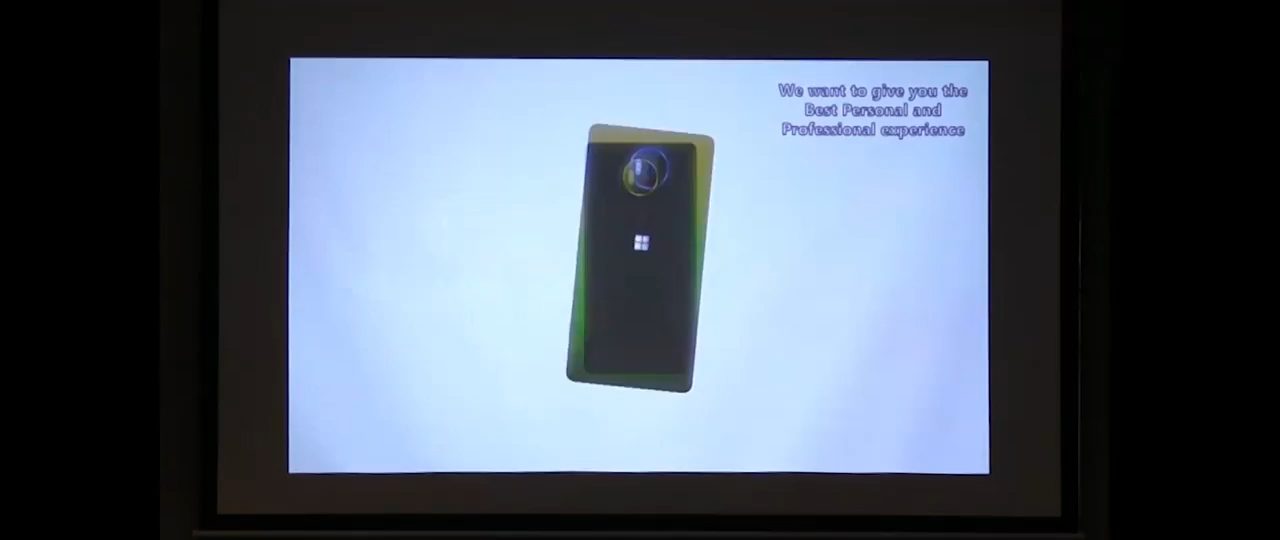 We want to give you the
Best Personal and
Professional experience